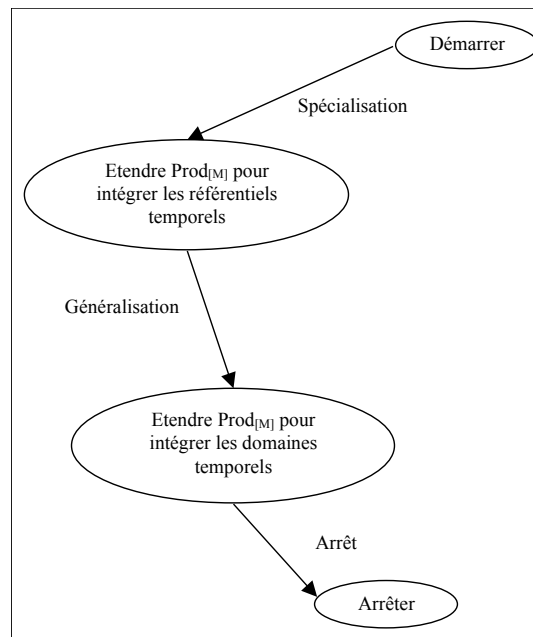 Démarrer
Spécialisation
Etendre Prod[M] pour
intégrer les référentiels
temporels
Généralisation
Etendre Prod[M] pour
intégrer les domaines
temporels
Arrêt
Arrêter